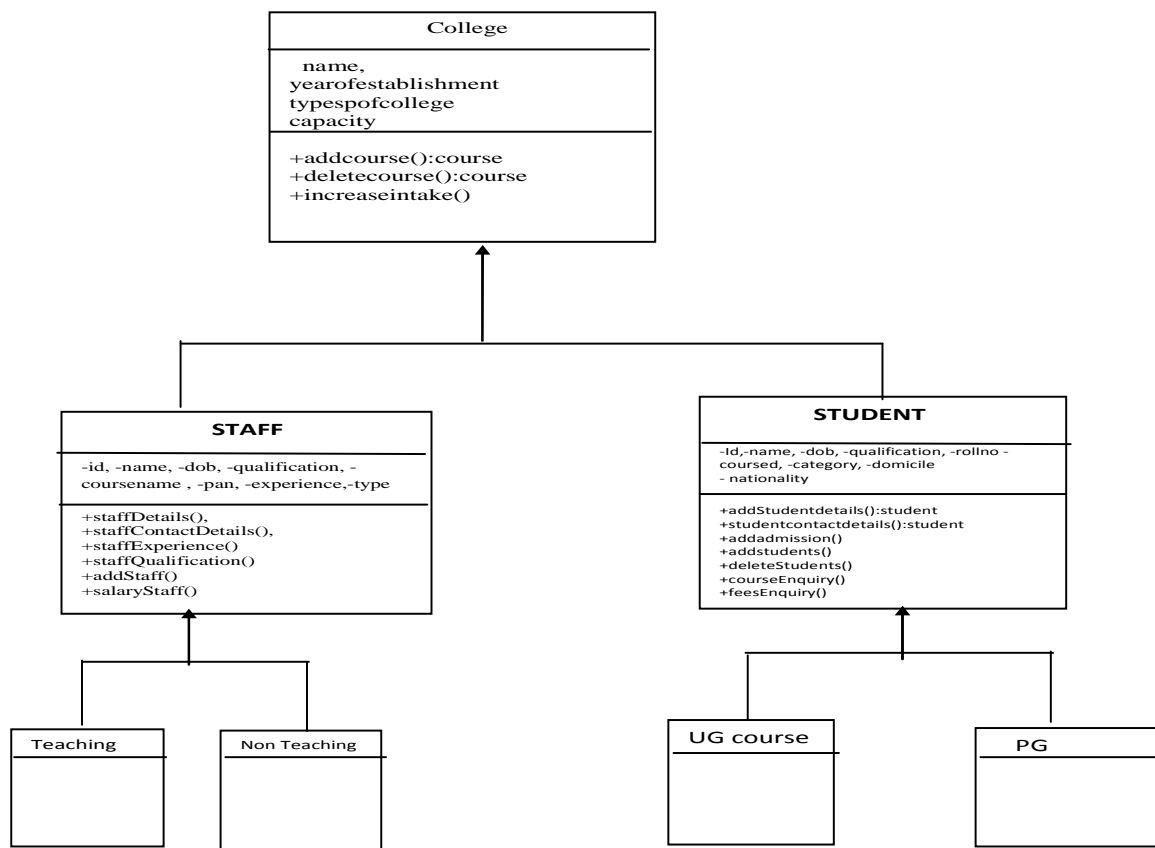 College
name,
yearofestablishment
typespofcollege
capacity
+addcourse():course
+deletecourse():course
+increaseintake()
STAFF
-id, -name, -dob, -qualification, -
coursename , -pan, -experience,-type
+staffDetails(),
+staffContactDetails(),
+staffExperience()
+staffQualification()
+addStaff()
+salaryStaff()
STUDENT
-Id,-name, -dob, -qualification, -rollno -
coursed, -category, -domicile
- nationality
+addStudentdetails():student
+studentcontactdetails():student
+addadmission()
+addstudents()
+deleteStudents()
+courseEnquiry()
+feesEnquiry()
Teaching
Non Teaching
UG course
PG